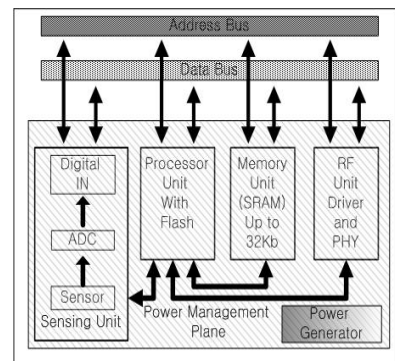 Address Bus
Data Bus
Digital
IN
ADC
Sensor
Sensing Unit
Processor
Unit
With
Flash
Memory
Unit
(SRAM)
Up to
32Kb
RF
Unit
Driver
and
PHY
Power Management
Plane
Power
Generator